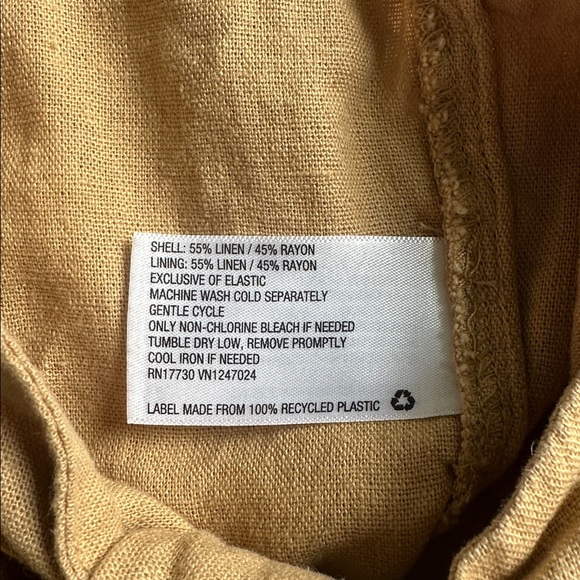 SHELL: 55% LINEN / 45% RAYON
LINING: 55% LINEN / 45% RAYON
EXCLUSIVE OF ELASTIC
MACHINE WASH COLD SEPARATELY
GENTLE CYCLE
ONLY NON-CHLORINE BLEACH IF NEEDED
TUMBLE DRY LOW, REMOVE PROMPTLY
COOL IRON IF NEEDED
RN17730 VN1247024
LABEL MADE FROM 100% RECYCLED PLASTIC